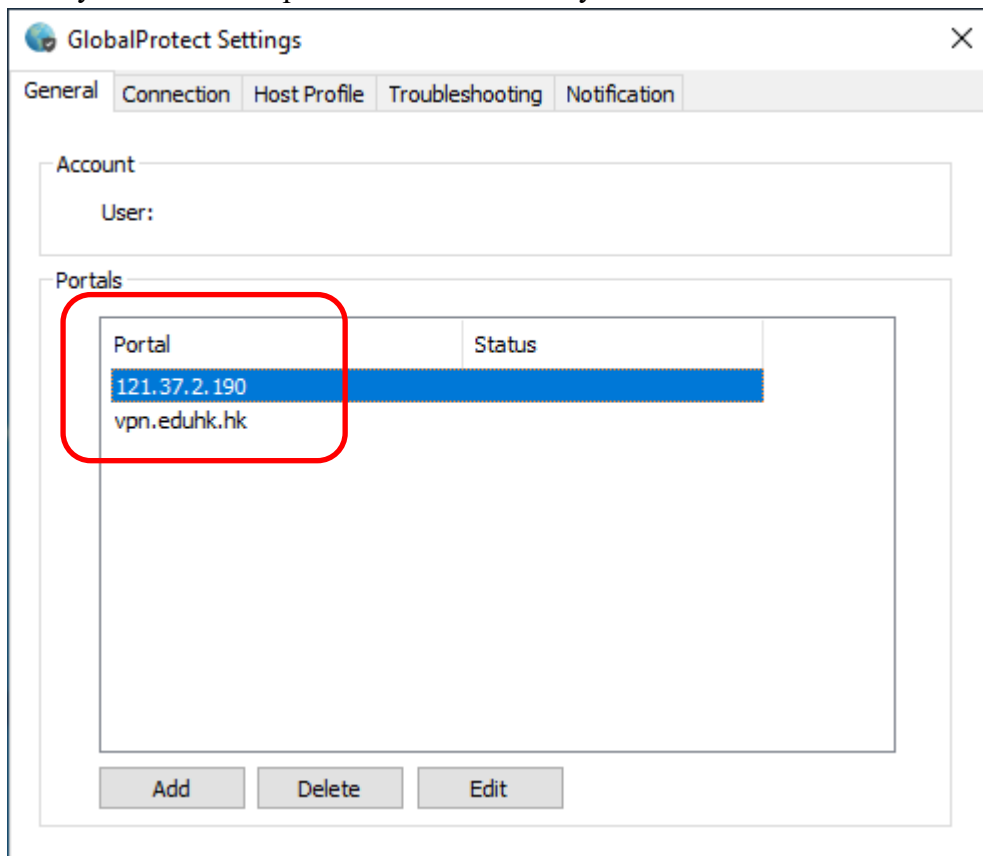 GlobalProtect Settings
General Connection Host Profile Troubleshooting Notification
Account
User:
Portals
Portal Status
121.37.2.190
vpn.eduhk.hk
Add Delete Edit